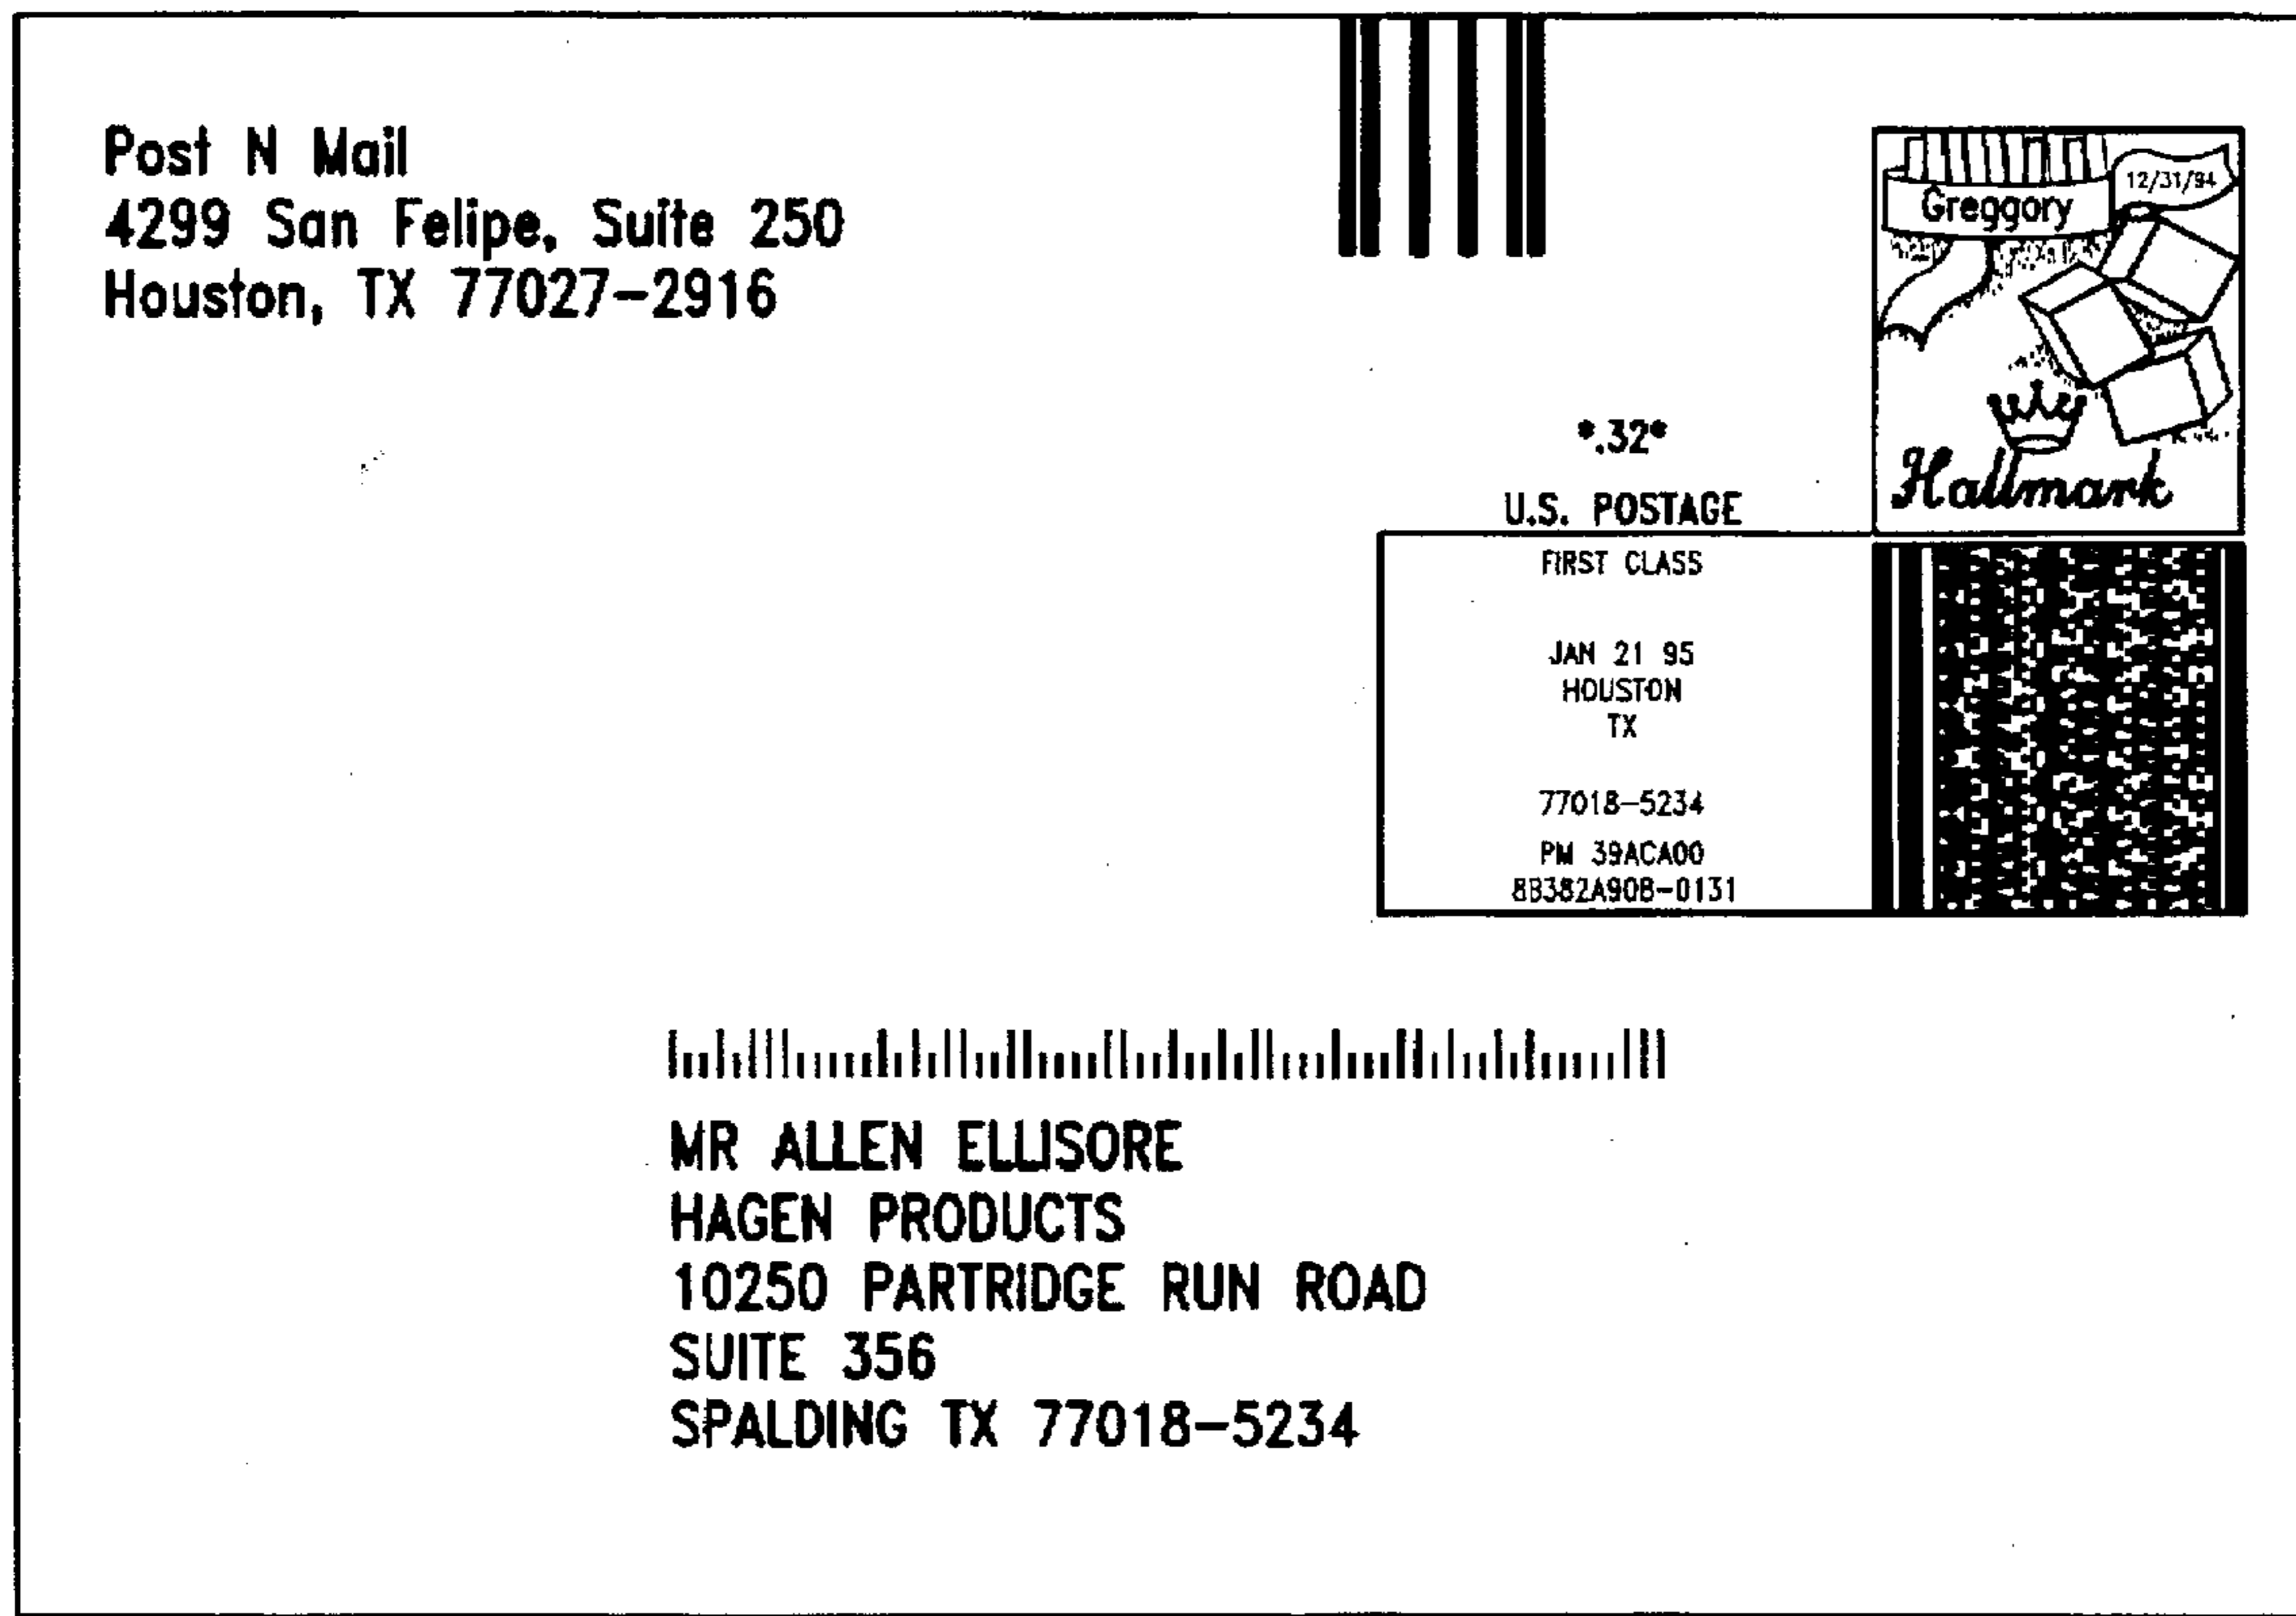 Post N Mail
4299 San Felipe, Suite 250
Houston, TX 77027-2916
12/31/94
Greggory
Hallmark
*.32*
U.S. POSTAGE
FIRST CLASS
JAN 21 95
HOUSTON
TX
77018-5234
PM 39ACA00
8B382A90B-0131
MR ALLEN ELLISORE
HAGEN PRODUCTS
10250 PARTRIDGE RUN ROAD
SUITE 356
SPALDING TX 77018-5234